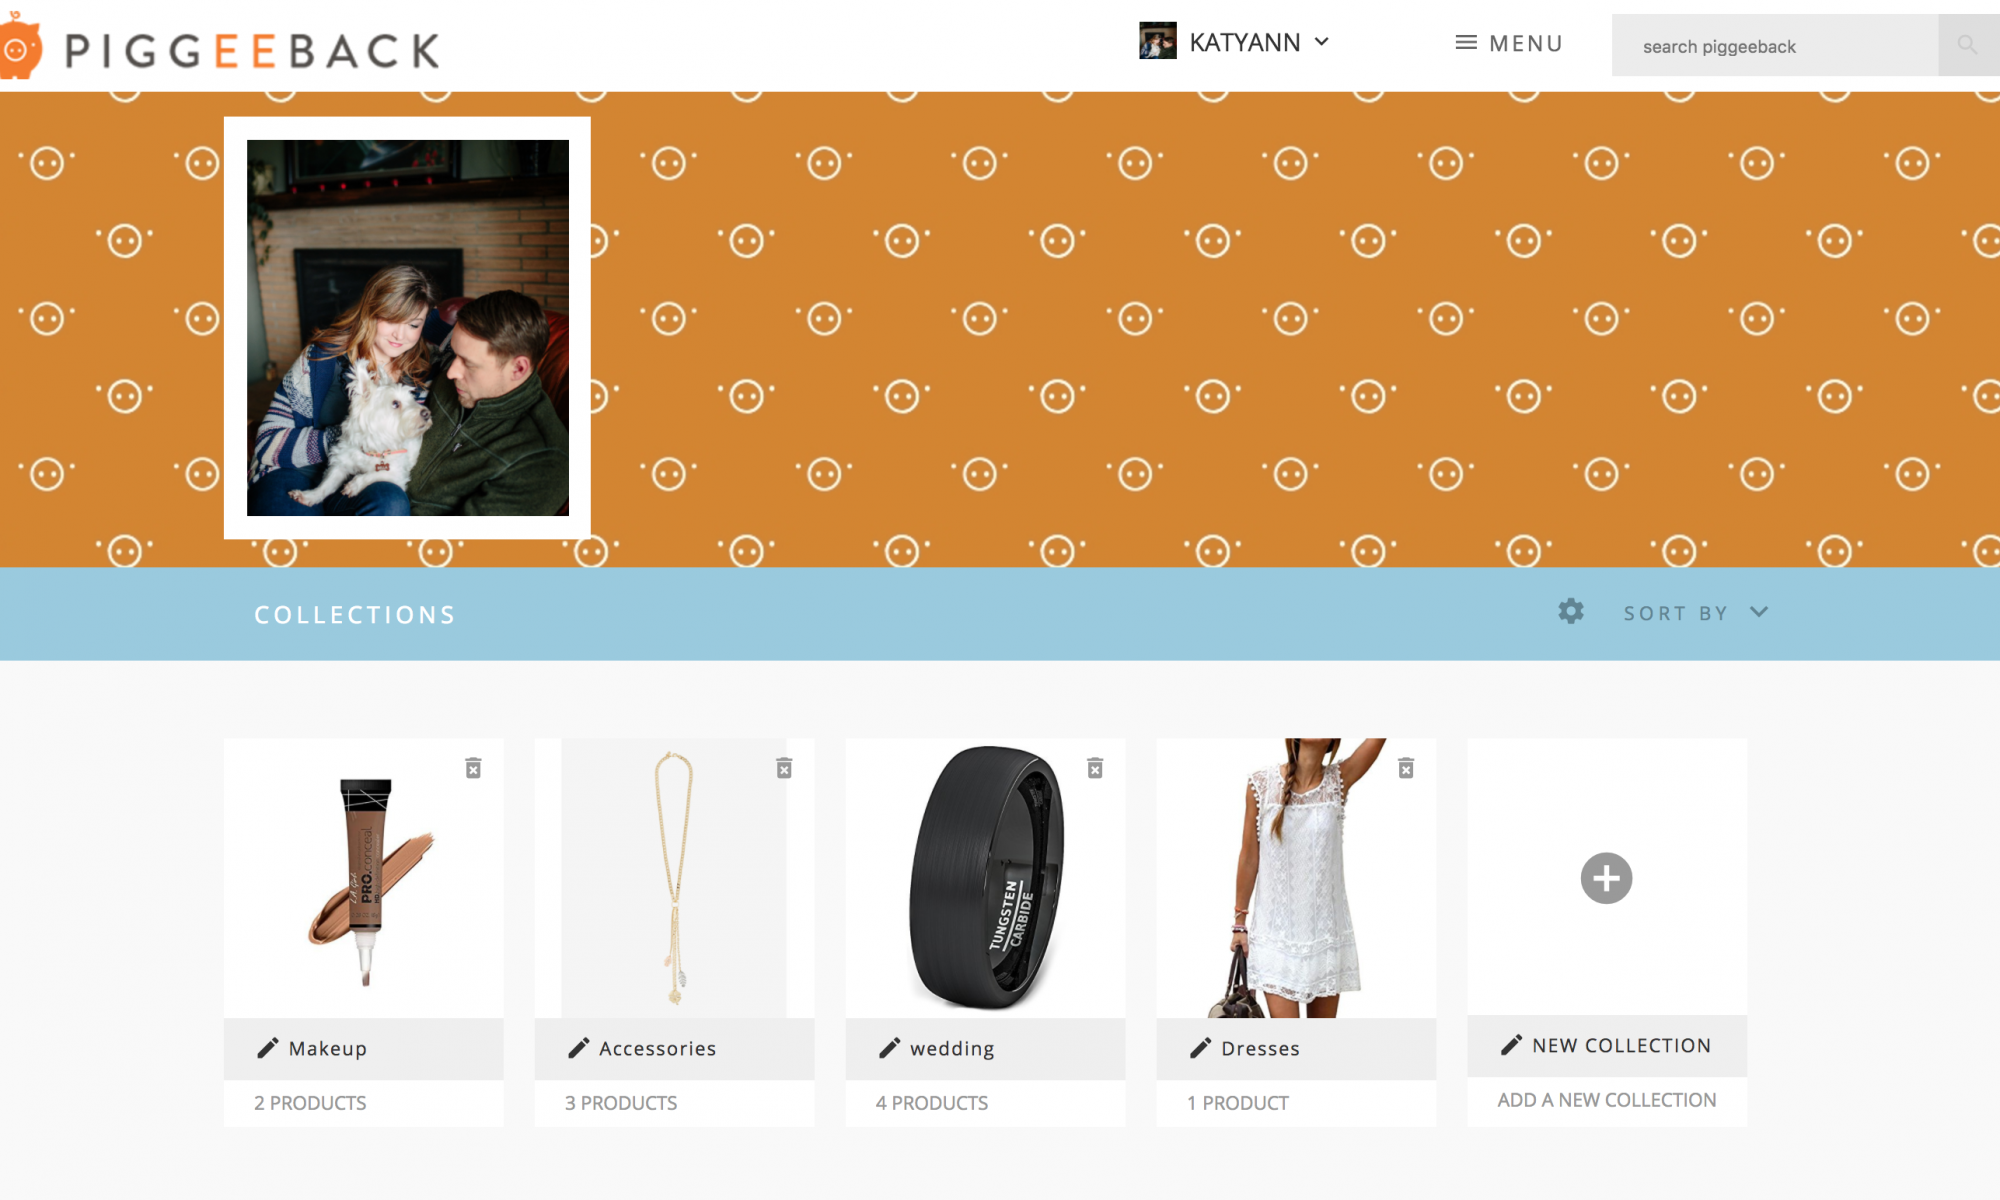 PIGGEEBACK
KATYANN
MENU
search piggeeback
COLLECTIONS
SORT BY
PRO.conceal
HD
TUNGSTEN
CARBIDE
Makeup
Accessories
wedding
Dresses
NEW COLLECTION
2 PRODUCTS
3 PRODUCTS
4 PRODUCTS
1 PRODUCT
ADD A NEW COLLECTION